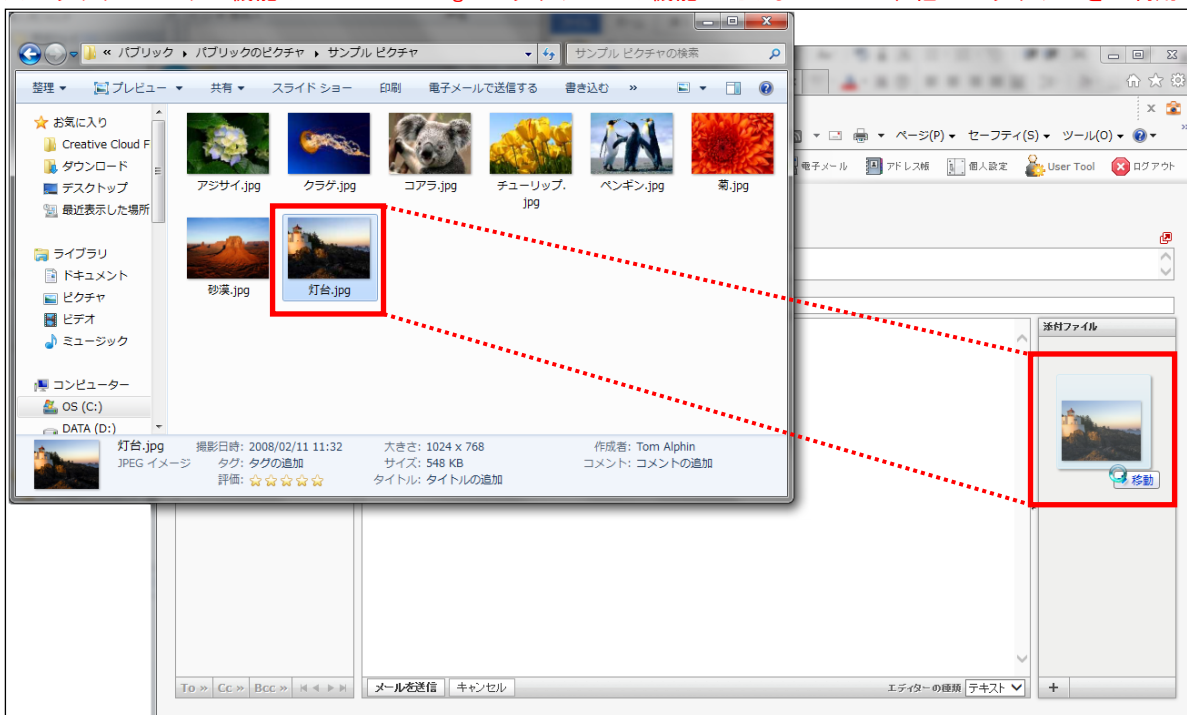 « パブリック ▸ パブリックのピクチャ ▸ サンプル ピクチャ
サンプル ピクチャの検索
整理 プレビュー 共有 スライド ショー 印刷 電子メールで送信する 書き込む »
お気に入り
Creative Cloud F
ダウンロード
デスクトップ
最近表示した場所
ライブラリ
ドキュメント
ピクチャ
ビデオ
ミュージック
コンピューター
OS (C:)
DATA (D:)
アジサイ.jpg
クラゲ.jpg
コアラ.jpg
チューリップ.
jpg
ペンギン.jpg
菊.jpg
砂漠.jpg
灯台.jpg
灯台.jpg 撮影日時: 2008/02/11 11:32 大きさ: 1024 x 768 作成者: Tom Alphin
JPEG イメージ タグ: タグの追加 サイズ: 548 KB コメント: コメントの追加
評価: ☆☆☆☆☆ タイトル: タイトルの追加
ページ(P) セーフティ(S) ツール(O)
電子メール アドレス帳 個人設定 User Tool ログアウト
添付ファイル
移動
To » Cc » Bcc »
メールを送信 キャンセル
エディターの種類 テキスト
+